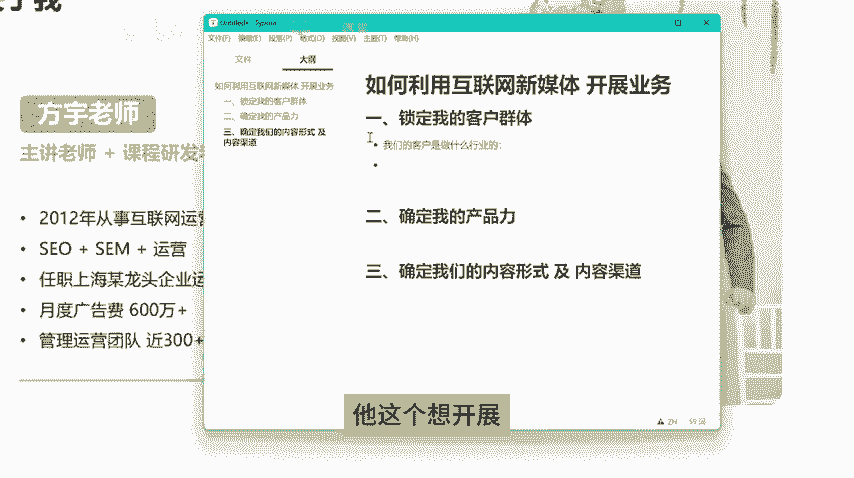 方宇老师
主讲老师 + 课程研发
• 2012年从事互联网运营
• SEO + SEM + 运营
• 任职上海某龙头企业运
• 月度广告费 600万+
• 管理运营团队 近300+
文件(F) 编辑(E) 段落(P) 格式(O) 视图(V) 主题(T) 帮助(H)
文件 大纲
如何利用互联网新媒体 开展业务
一、锁定我的客户群体
二、确定我的产品力
三、确定我们的内容形式 及
内容渠道
如何利用互联网新媒体 开展业务
一、锁定我的客户群体
• 我们的客户是做什么行业的:
二、确定我的产品力
三、确定我们的内容形式 及 内容渠道
他这个想开展